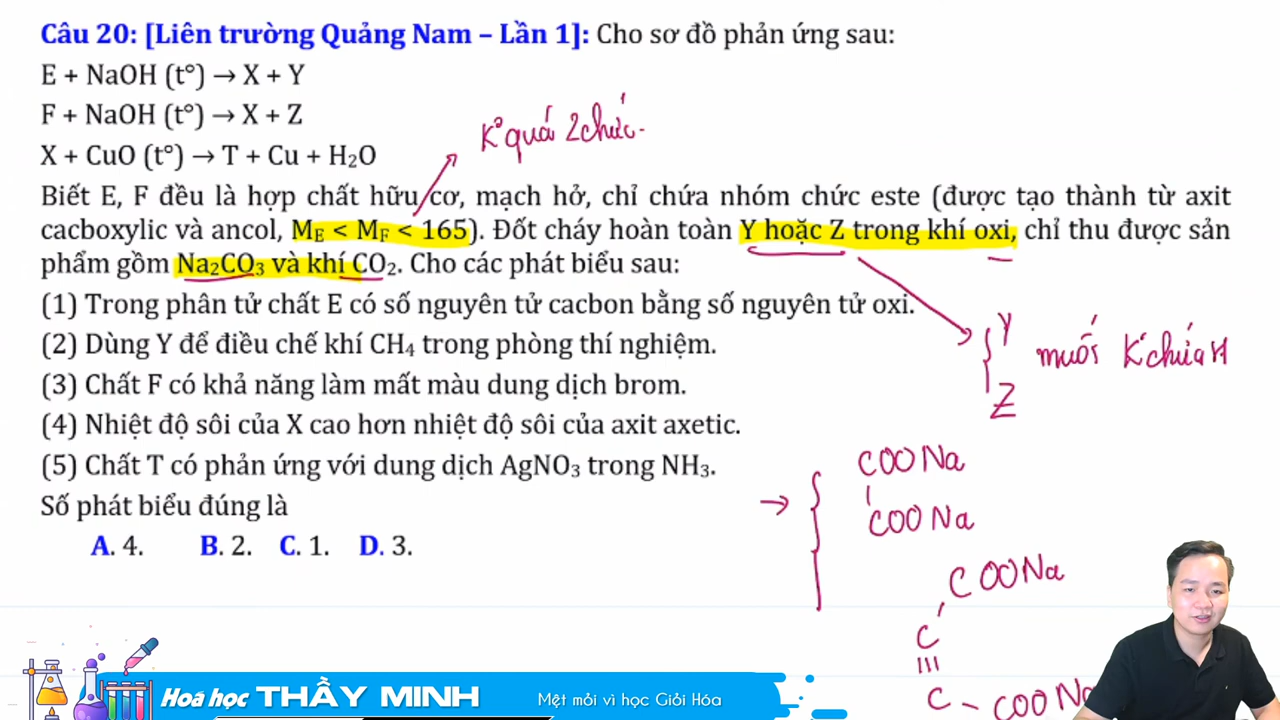 Câu 20: [Liên trường Quảng Nam – Lần 1]: Cho sơ đồ phản ứng sau:
E + NaOH (t°) → X + Y
F + NaOH (t°) → X + Z
X + CuO (t°) → T + Cu + H₂O
K° quá 2 chức.
Biết E, F đều là hợp chất hữu cơ, mạch hở, chỉ chứa nhóm chức este (được tạo thành từ axit
cacboxylic và ancol, M_E < M_F < 165). Đốt cháy hoàn toàn Y hoặc Z trong khí oxi, chỉ thu được sản
phẩm gồm Na₂CO₃ và khí CO₂. Cho các phát biểu sau:
(1) Trong phân tử chất E có số nguyên tử cacbon bằng số nguyên tử oxi.
(2) Dùng Y để điều chế khí CH₄ trong phòng thí nghiệm.
(3) Chất F có khả năng làm mất màu dung dịch brom.
(4) Nhiệt độ sôi của X cao hơn nhiệt độ sôi của axit axetic.
(5) Chất T có phản ứng với dung dịch AgNO₃ trong NH₃.
Số phát biểu đúng là
A. 4. B. 2. C. 1. D. 3.
Y
muối K° chứa H
Z
→ COONa
COONa
COONa
C
|||
C - COONa
Hoá học THẦY MINH
Mệt mỏi vì học Giỏi Hóa